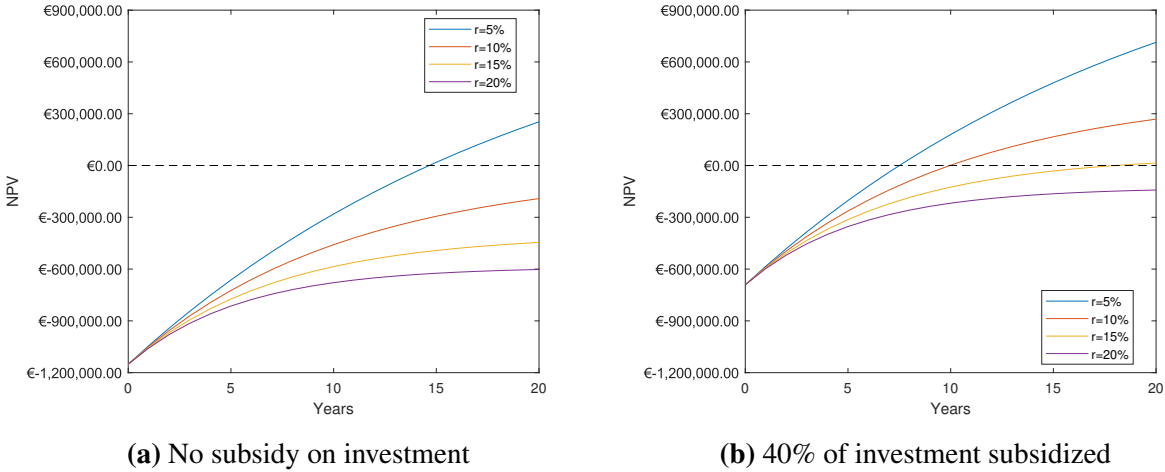 €900,000.00
€600,000.00
€300,000.00
€0.00
€-300,000.00
€-600,000.00
€-900,000.00
€-1,200,000.00
NPV
0 5 10 15 20
Years
r=5%
r=10%
r=15%
r=20%
(a) No subsidy on investment
€900,000.00
€600,000.00
€300,000.00
€0.00
€-300,000.00
€-600,000.00
€-900,000.00
€-1,200,000.00
NPV
0 5 10 15 20
Years
r=5%
r=10%
r=15%
r=20%
(b) 40% of investment subsidized